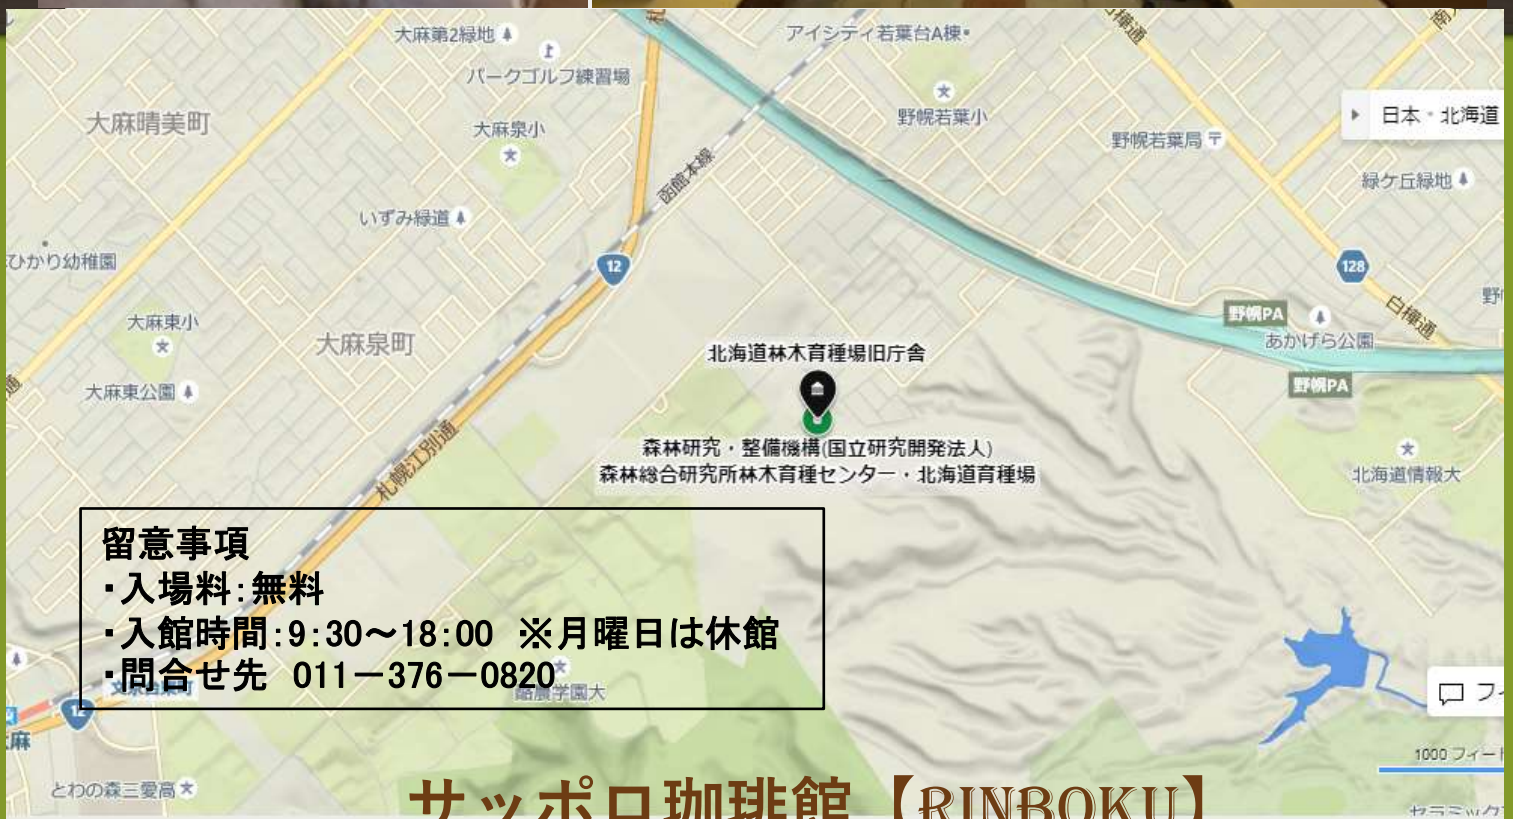 大麻第2緑地
アイシティ若葉台A棟
パークゴルフ練習場
大麻晴美町
大麻泉小
野幌若葉小
野幌若葉局
日本・北海道
緑ケ丘緑地
函館本線
いずみ緑道
ひかり幼稚園
12
128
大麻東小
大麻泉町
野幌PA
あかげら公園
白樺通
北海道林木育種場旧庁舎
大麻東公園
野幌PA
札幌江別通
森林研究・整備機構(国立研究開発法人)
森林総合研究所林木育種センター・北海道育種場
北海道情報大
留意事項
・入場料:無料
・入館時間:9:30～18:00 ※月曜日は休館
・問合せ先 011－376－0820
文京台東町
酪農学園大
12
とわの森三愛高
1000 フィート
サッポロ珈琲館【RINBOKU】